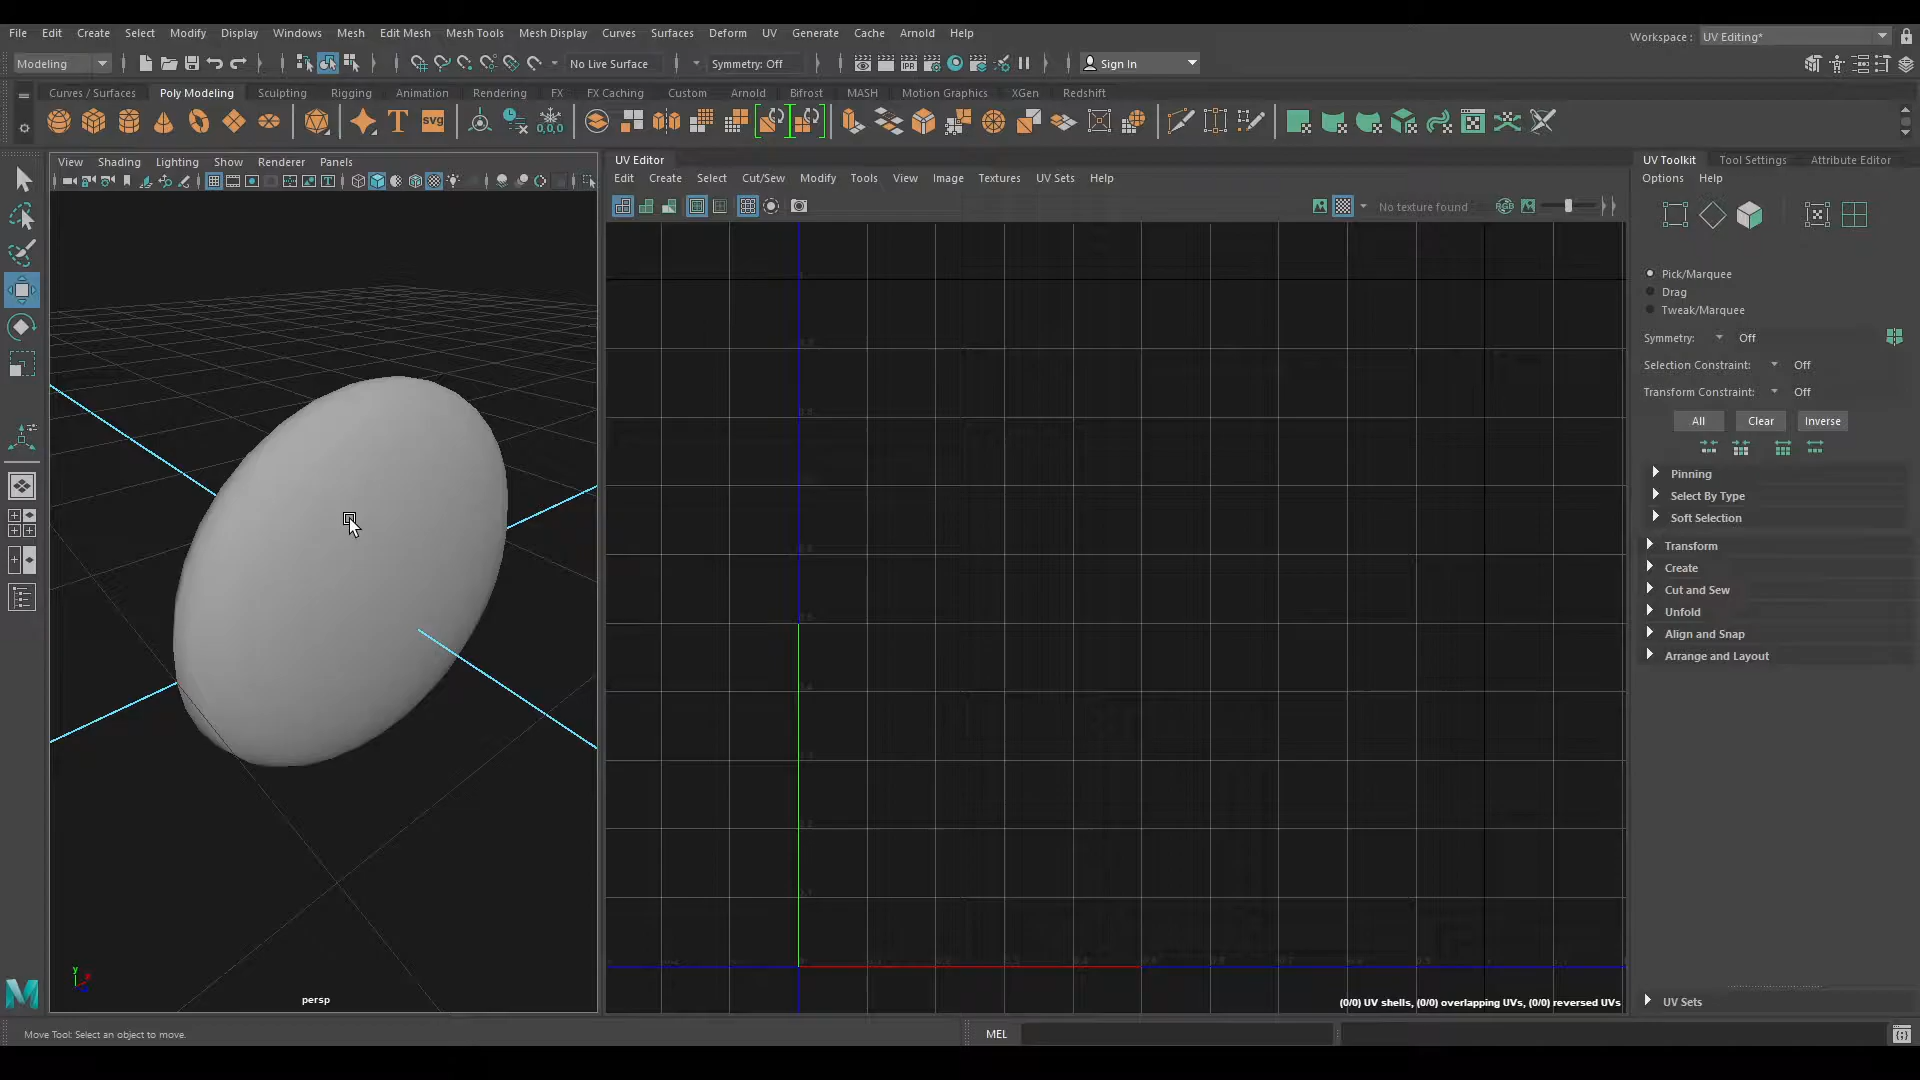 File Edit Create Select Modify Display Windows Mesh Edit Mesh Mesh Tools Mesh Display Curves Surfaces Deform UV Generate Arnold Cache Help
Workspace : UV Editing*
Modeling No Live Surface Symmetry: Off Sign In
Curves / Surfaces Poly Modeling Sculpting Rigging Animation Rendering FX FX Caching Custom Arnold Bifrost MASH Motion Graphics XGen Redshift
SVG 0,0,0
View Shading Lighting Show Renderer Panels
UV Editor
Edit Create Select Cut/Sew Modify Tools View Image Textures UV Sets Help
No texture found RGB
UV Toolkit Tool Settings Attribute Editor
Options Help
Pick/Marquee
Drag
Tweak/Marquee
Symmetry: Off
Selection Constraint: Off
Transform Constraint: Off
All Clear Inverse
Pinning
Select By Type
Soft Selection
Transform
Create
Cut and Sew
Unfold
Align and Snap
Arrange and Layout
persp
(0/0) UV shells, (0/0) overlapping UVs, (0/0) reversed UVs
UV Sets
Move Tool: Select an object to move.
MEL